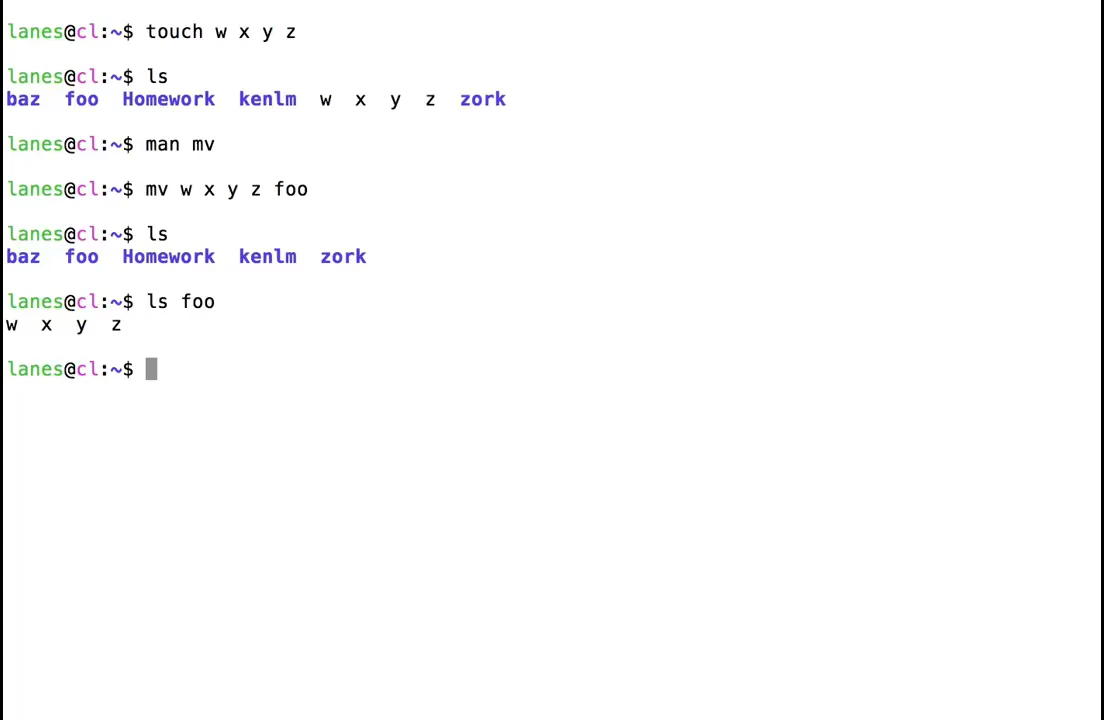 lanes@cl:~$ touch w x y z
lanes@cl:~$ ls
baz  foo  Homework  kenlm  w  x  y  z  zork
lanes@cl:~$ man mv
lanes@cl:~$ mv w x y z foo
lanes@cl:~$ ls
baz  foo  Homework  kenlm  zork
lanes@cl:~$ ls foo
w  x  y  z
lanes@cl:~$